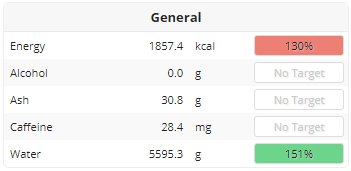 General
Energy 1857.4 kcal 130%
Alcohol 0.0 g No Target
Ash 30.8 g No Target
Caffeine 28.4 mg No Target
Water 5595.3 g 151%